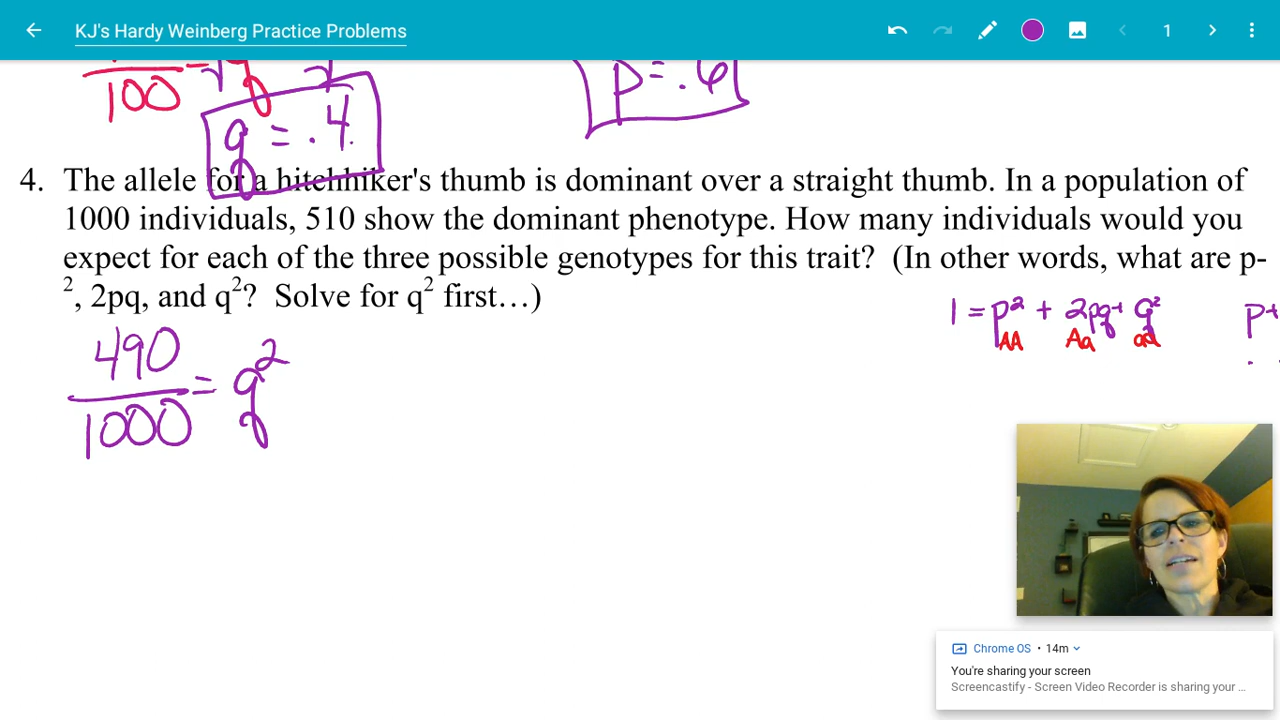 KJ's Hardy Weinberg Practice Problems
1
100
q = .4
p = .6
4. The allele for a hitchhiker's thumb is dominant over a straight thumb. In a population of
1000 individuals, 510 show the dominant phenotype. How many individuals would you
expect for each of the three possible genotypes for this trait? (In other words, what are p-
², 2pq, and q²? Solve for q² first…)
1 = p² + 2pq + q²
AA Aa aa
p+
490
1000 = q²
Chrome OS • 14m
You're sharing your screen
Screencastify - Screen Video Recorder is sharing your ...